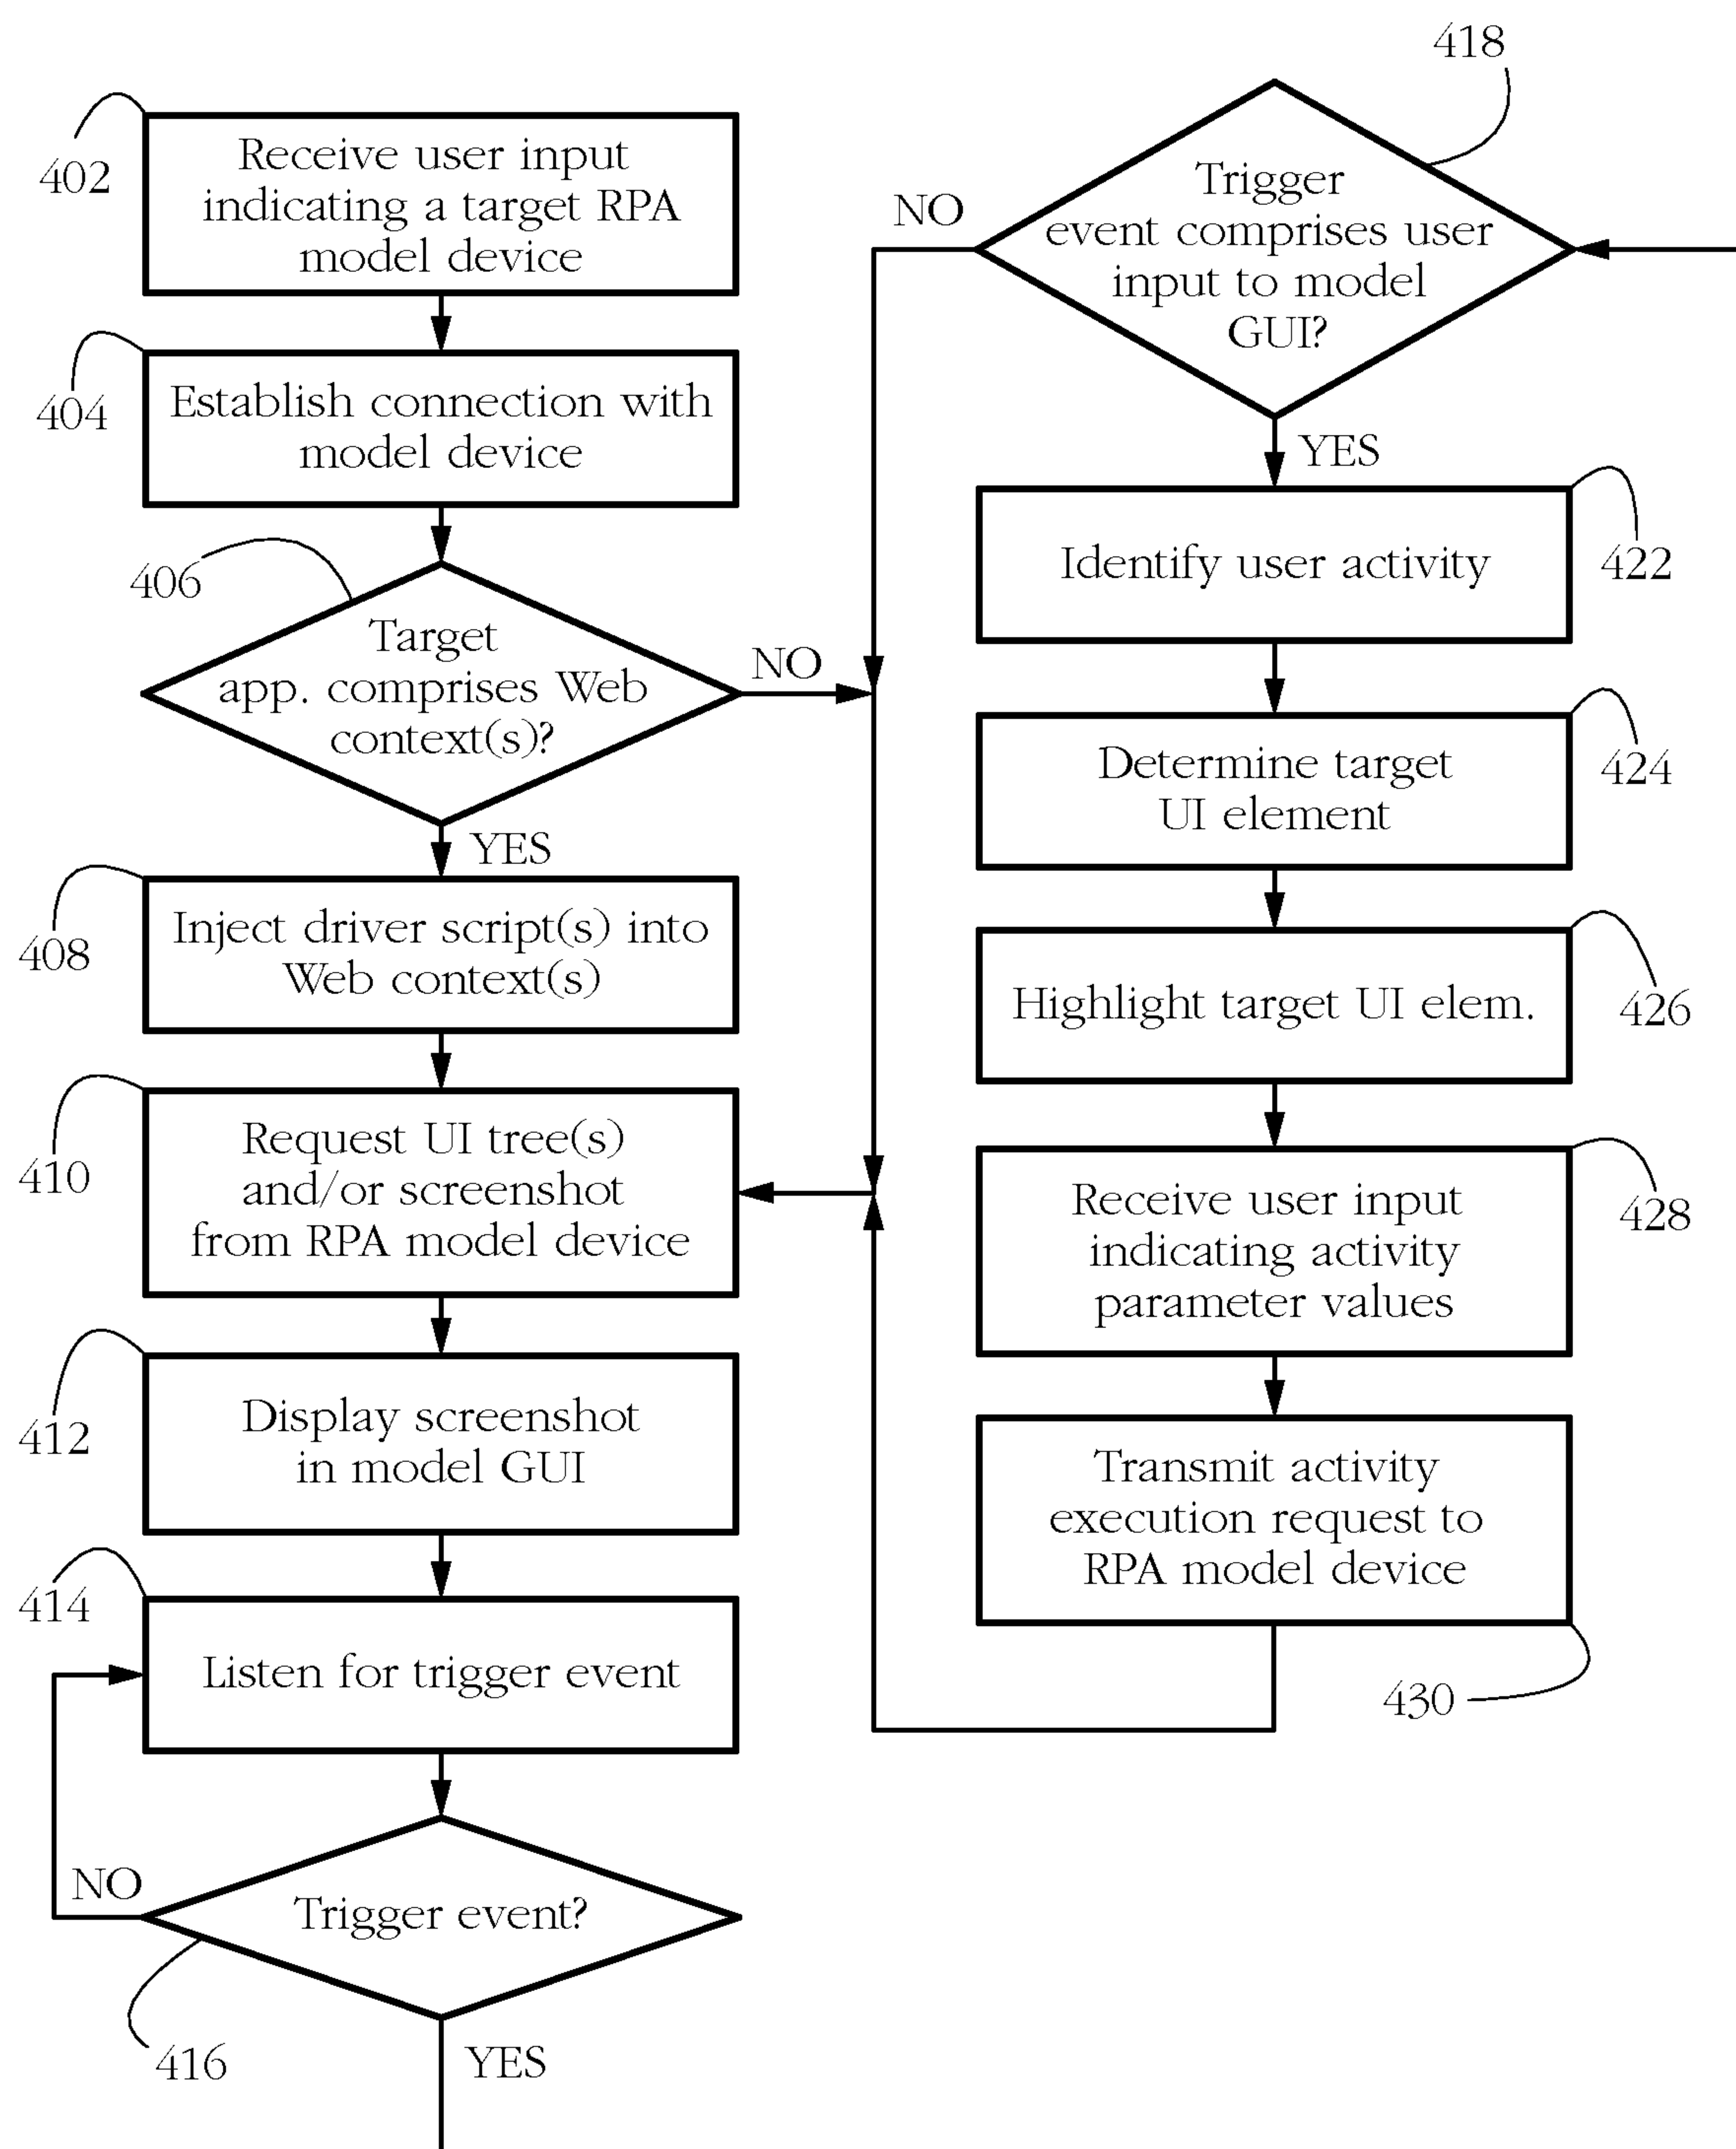 402
Receive user input
indicating a target RPA
model device
404
Establish connection with
model device
406
Target
app. comprises Web
context(s)?
NO
YES
408
Inject driver script(s) into
Web context(s)
410
Request UI tree(s)
and/or screenshot
from RPA model device
412
Display screenshot
in model GUI
414
Listen for trigger event
NO
Trigger event?
416
YES
418
Trigger
event comprises user
input to model
GUI?
NO
YES
422
Identify user activity
424
Determine target
UI element
426
Highlight target UI elem.
428
Receive user input
indicating activity
parameter values
Transmit activity
execution request to
RPA model device
430